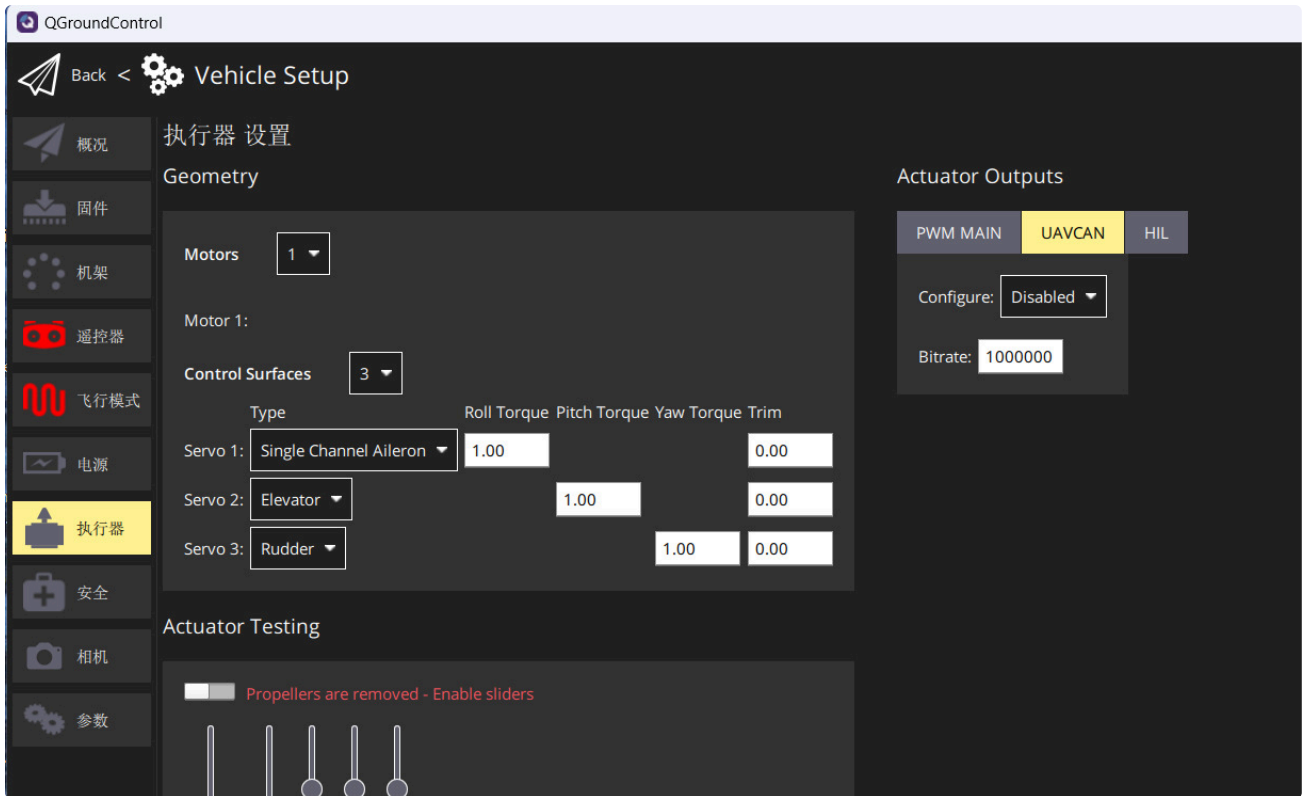 QGroundControl
Back < Vehicle Setup
概况
固件
机架
遥控器
飞行模式
电源
执行器
安全
相机
参数
执行器 设置
Geometry
Motors 1
Motor 1:
Control Surfaces 3
Type Roll Torque Pitch Torque Yaw Torque Trim
Servo 1: Single Channel Aileron 1.00 0.00
Servo 2: Elevator 1.00 0.00
Servo 3: Rudder 1.00 0.00
Actuator Testing
Propellers are removed - Enable sliders
Actuator Outputs
PWM MAIN UAVCAN HIL
Configure: Disabled
Bitrate: 1000000